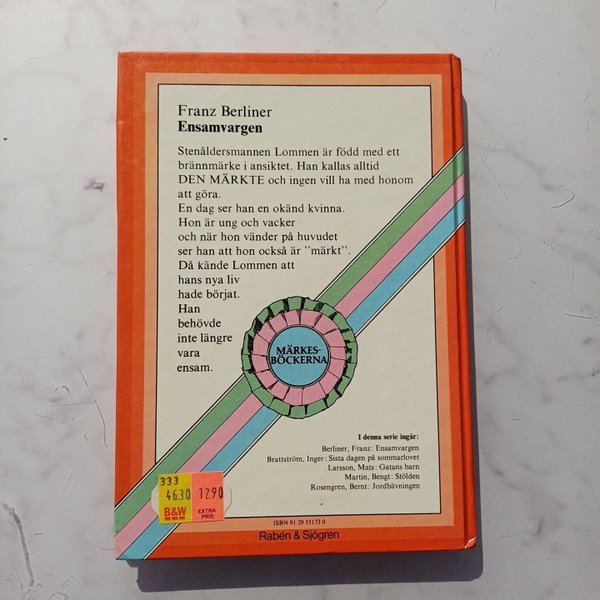 Franz Berliner
Ensamvargen
Stenåldersmannen Lommen är född med ett
brännmärke i ansiktet. Han kallas alltid
DEN MÄRKTE och ingen vill ha med honom
att göra.
En dag ser han en okänd kvinna.
Hon är ung och vacker
och när hon vänder på huvudet
ser han att hon också är ”märkt”.
Då kände Lommen att
hans nya liv
hade börjat.
Han
behövde
inte längre
vara
ensam.
MÄRKES-
BÖCKERNA
I denna serie ingår:
Berliner, Franz: Ensamvargen
Brattström, Inger: Sista dagen på sommarlovet
Larsson, Mats: Gatans barn
Martin, Bengt: Stölden
Rosengren, Bernt: Jordbävningen
333
46.30
B&W
1290
EXTRA
PRIS
ISBN 91 29 55173 0
Rabén & Sjögren